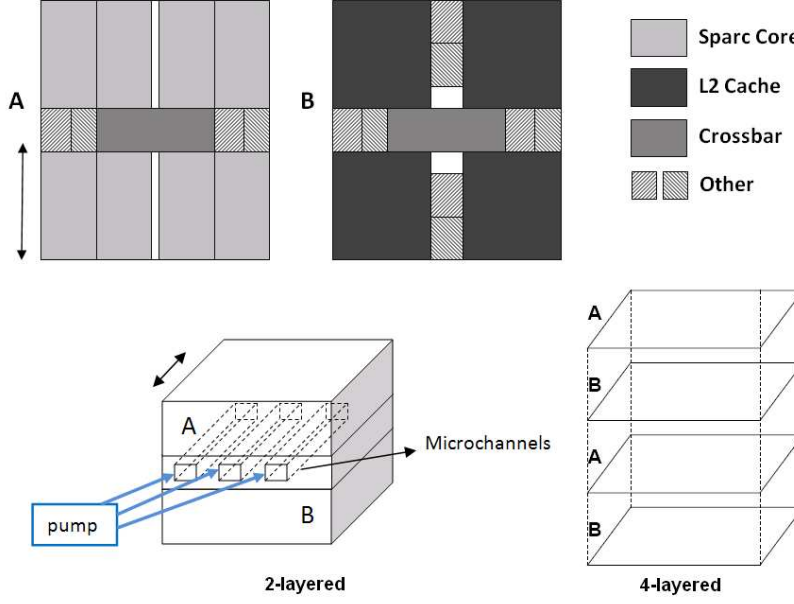 A
B
Sparc Core
L2 Cache
Crossbar
Other
A
B
Microchannels
pump
2-layered
A
B
A
B
4-layered